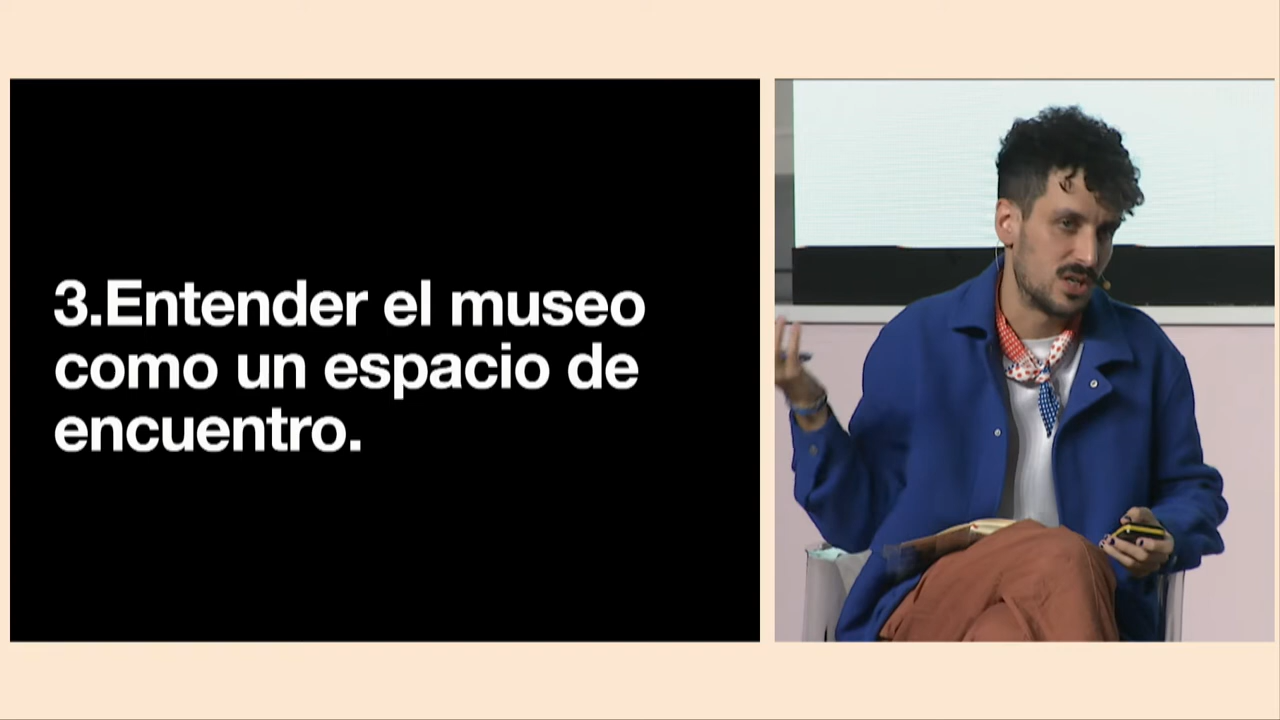 3.Entender el museo
como un espacio de
encuentro.